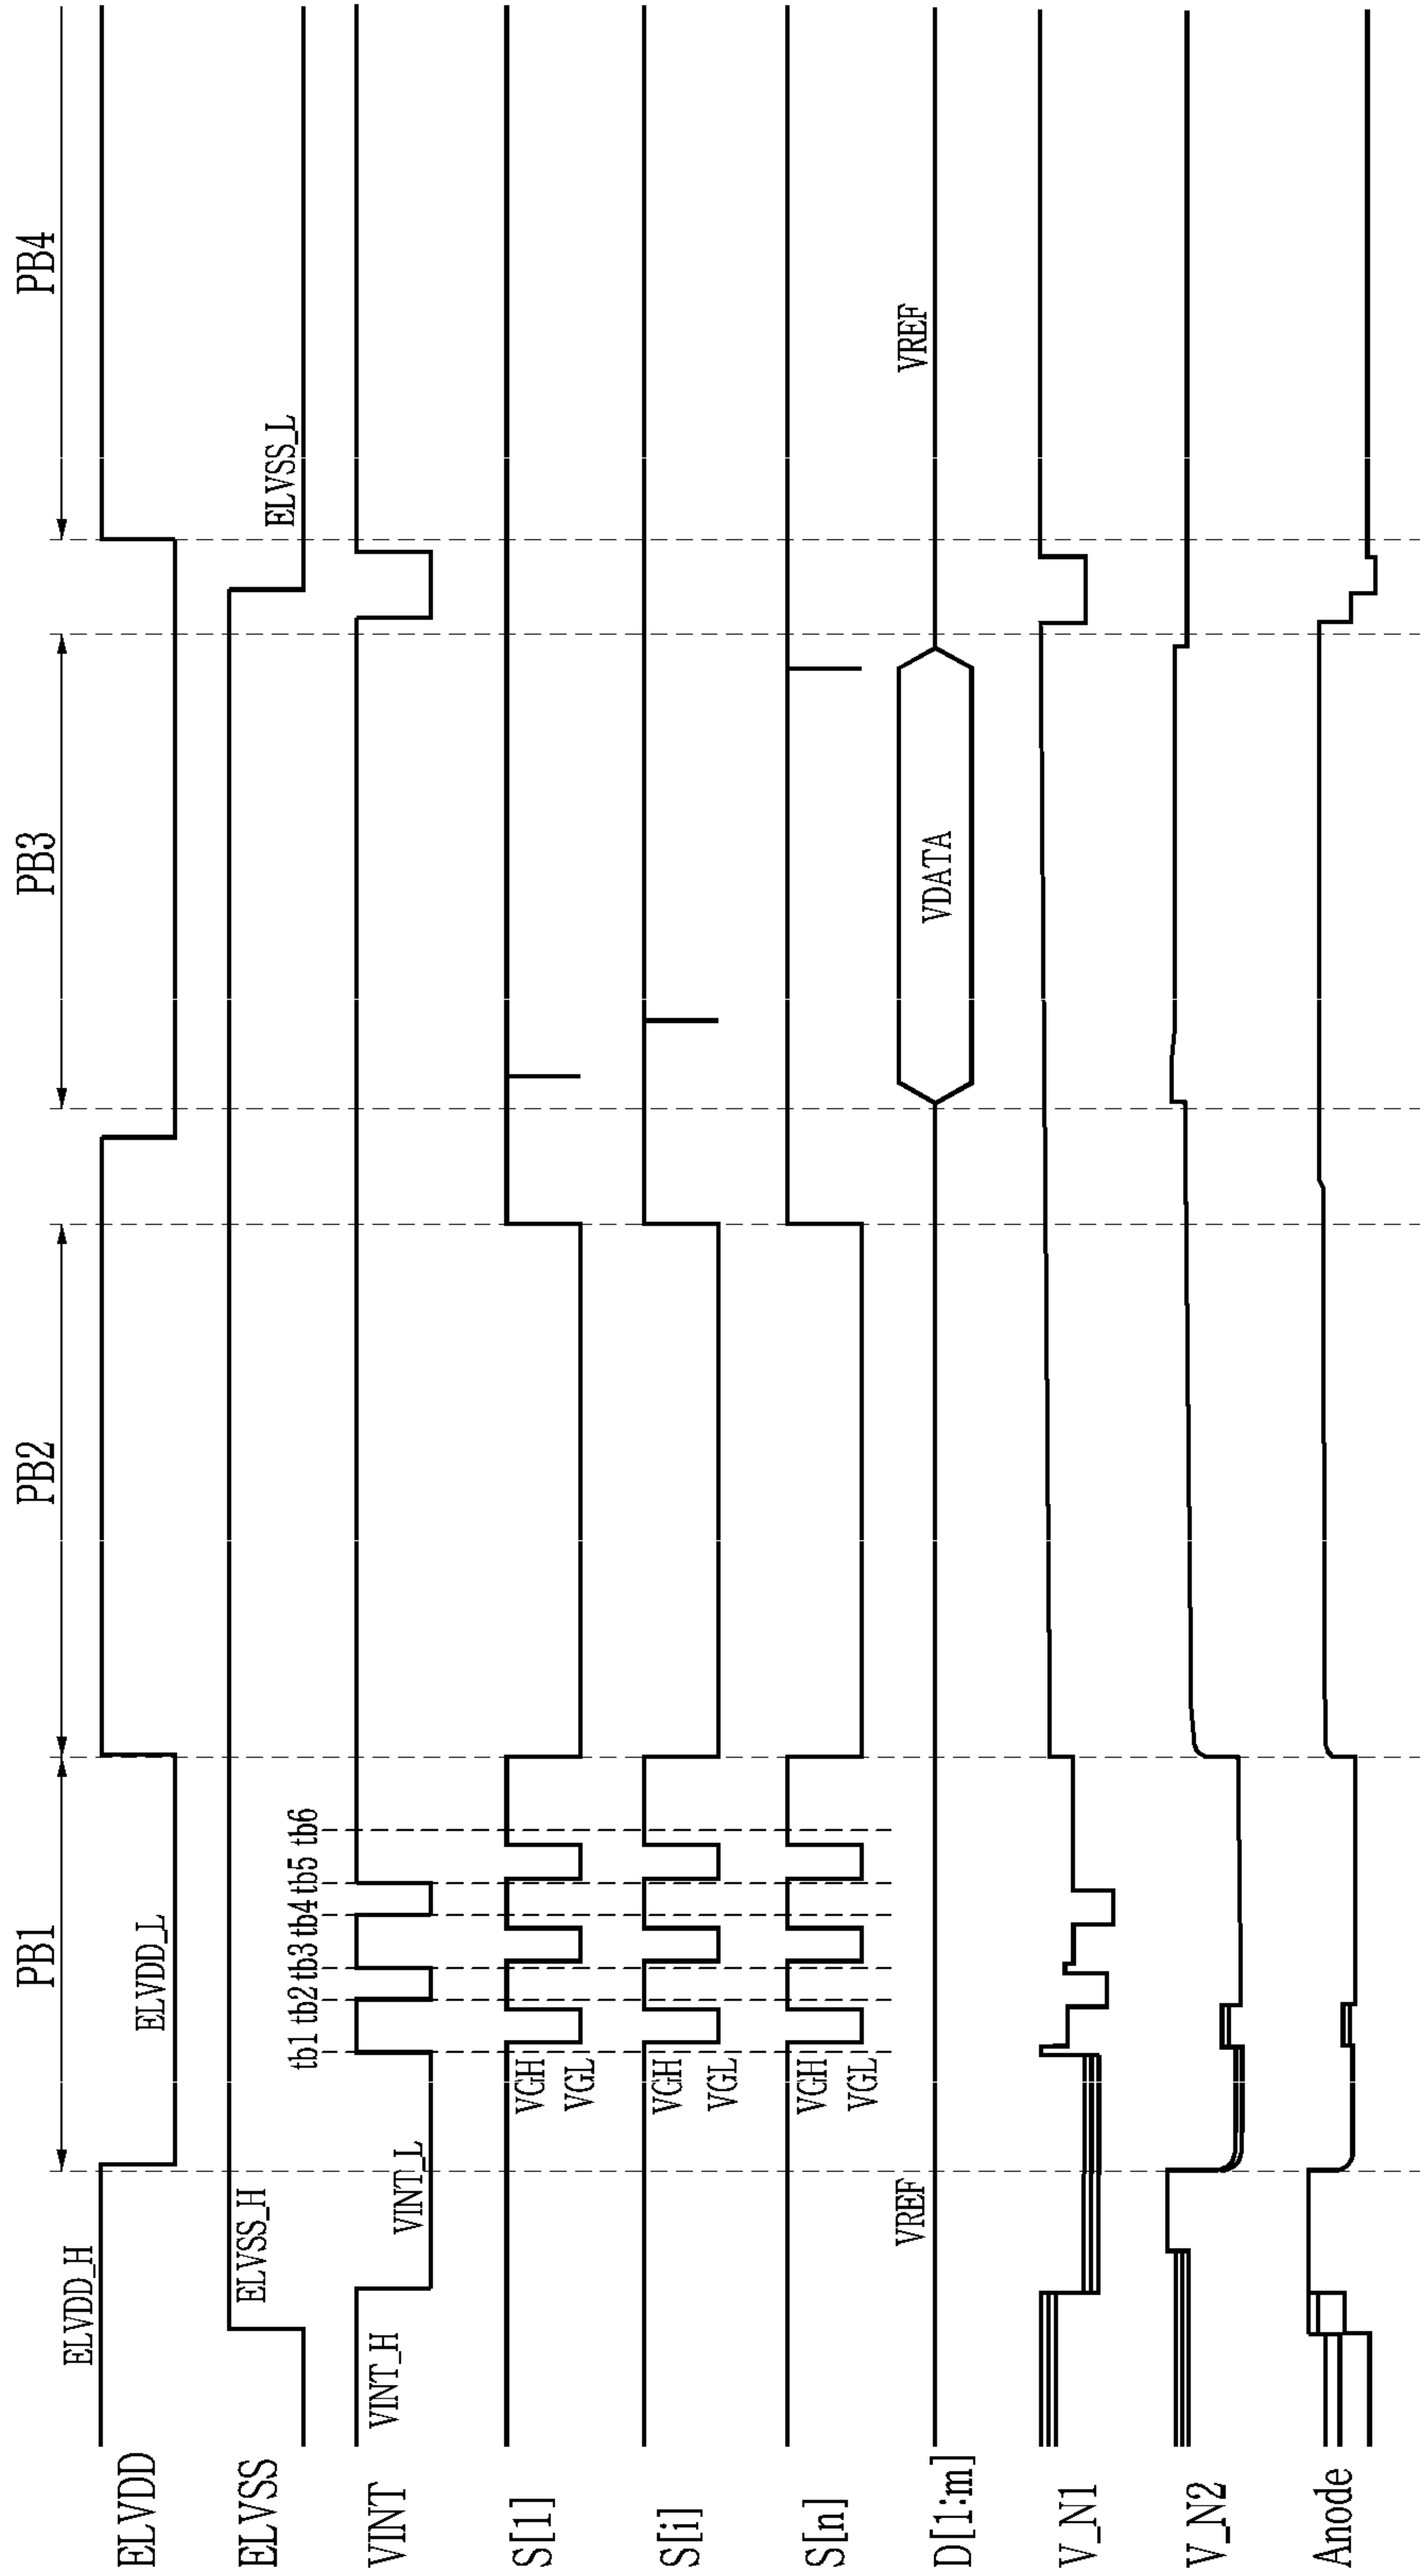 PB1 PB2 PB3 PB4
ELVDD ELVDD_H ELVDD_L
ELVSS ELVSS_H ELVSS_L
VINT VINT_H VINT_L
tb1 tb2 tb3 tb4 tb5 tb6
S[1] VGH
VGL
S[i] VGH
VGL
S[n] VGH
VGL
D[1:m] VREF VDATA VREF
V_N1
V_N2
Anode